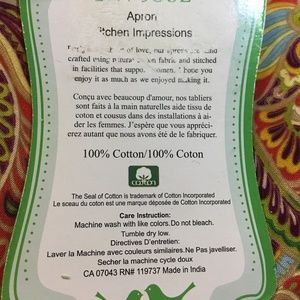 Apron
tchen Impressions
of love, our aprons are
crafted using natural fabric and stitched
in facilities that support women. I hope you
enjoy it as much as we enjoyed making it.
Conçu avec beaucoup d'amour, nos tabliers
sont faits à la main naturelles aide tissu de
coton et cousus dans des installations à ai-
der les femmes. J'espère que vous appréci-
erez autant que nous avons été de le fabriquer.
100% Cotton/100% Coton
cotton
The Seal of Cotton is trademark of Cotton Incorporated
Le sceau du coton est une marque déposée de Cotton Incorporated
Care Instruction:
Machine wash with like colors.Do not bleach.
Tumble dry low.
Directives D'entretien:
Laver la Machine avec couleurs similaires.Ne Pas javelliser.
Secher la machine cycle doux
CA 07043 RN# 119737 Made in India